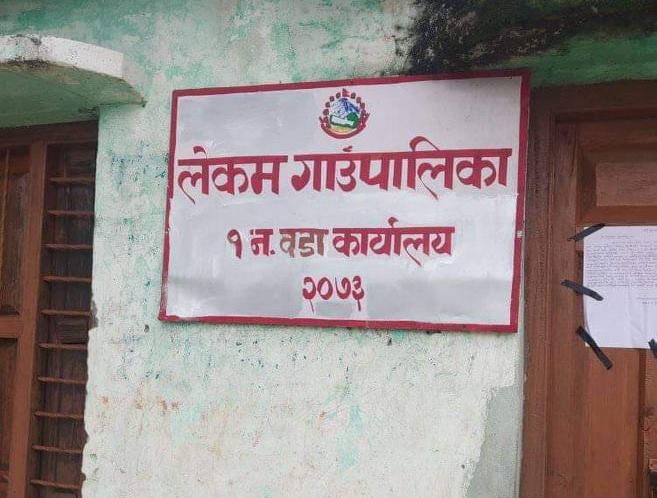 लेकम गाउँपालिका
१ न. वडा कार्यालय
२०७३